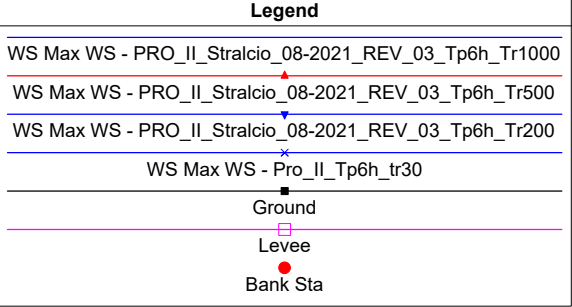 Legend
WS Max WS - PRO_II_Stralcio_08-2021_REV_03_Tp6h_Tr1000
WS Max WS - PRO_II_Stralcio_08-2021_REV_03_Tp6h_Tr500
WS Max WS - PRO_II_Stralcio_08-2021_REV_03_Tp6h_Tr200
WS Max WS - Pro_II_Tp6h_tr30
Ground
Levee
Bank Sta